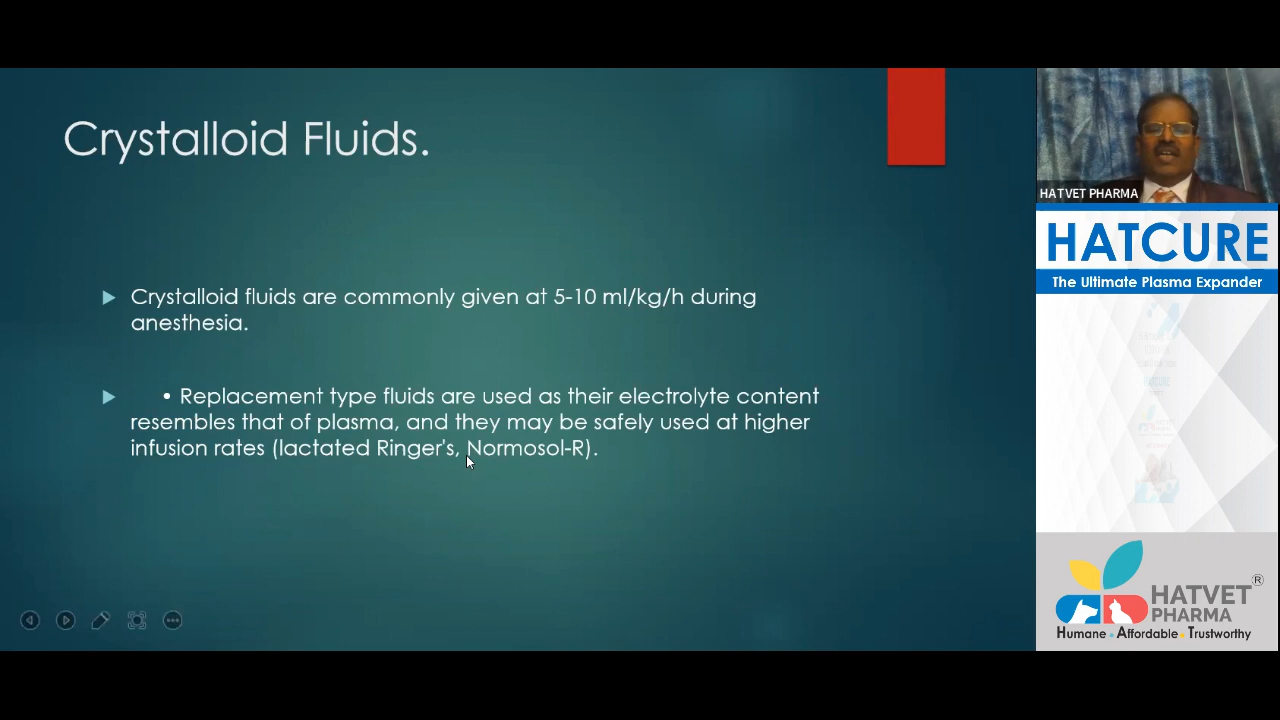 Crystalloid Fluids.
Crystalloid fluids are commonly given at 5-10 ml/kg/h during
anesthesia.
• Replacement type fluids are used as their electrolyte content
resembles that of plasma, and they may be safely used at higher
infusion rates (lactated Ringer's, Normosol-R).
HATVET PHARMA
HATCURE
The Ultimate Plasma Expander
HATVET®
PHARMA
Humane • Affordable • Trustworthy